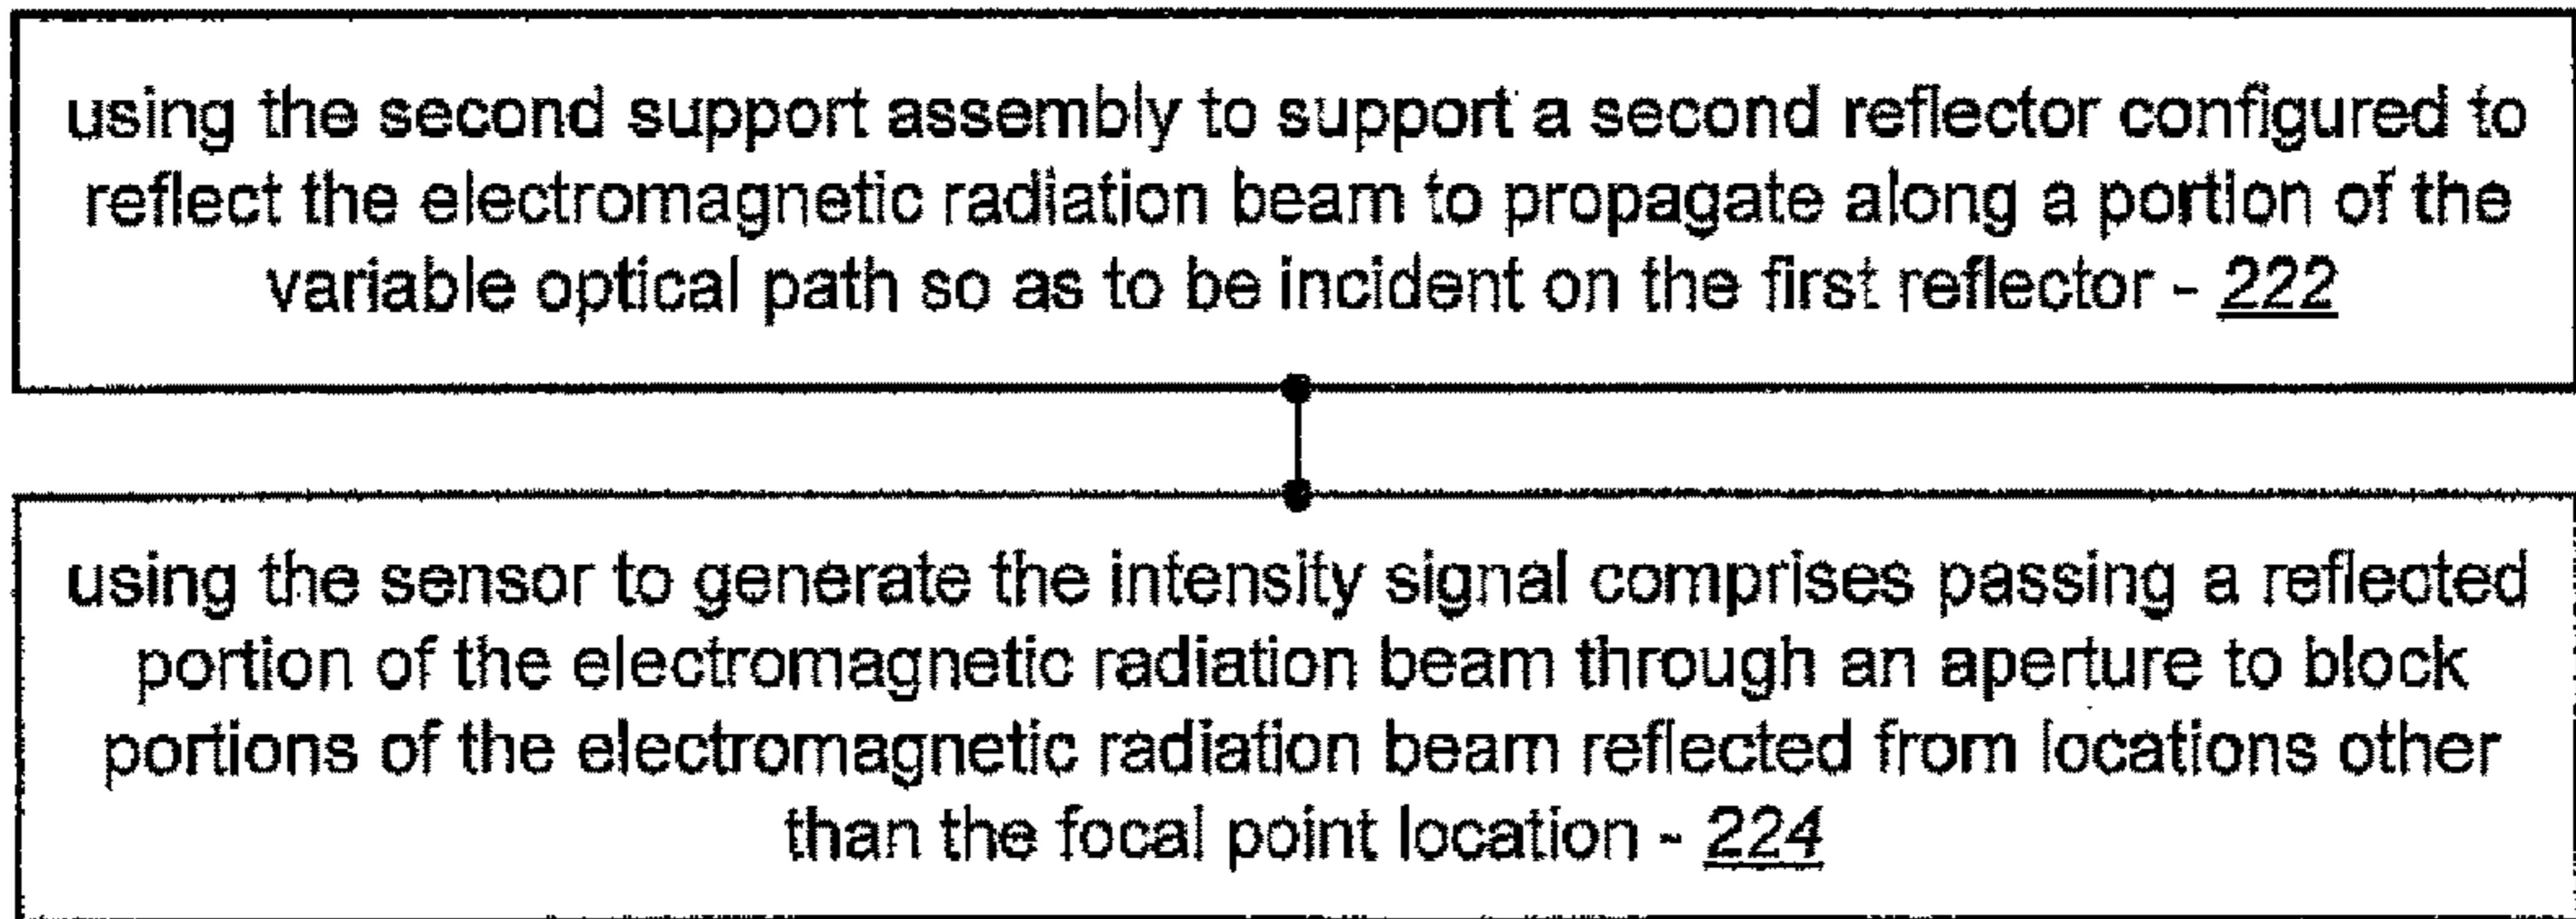 using the second support assembly to support a second reflector configured to
reflect the electromagnetic radiation beam to propagate along a portion of the
variable optical path so as to be incident on the first reflector - 222
using the sensor to generate the intensity signal comprises passing a reflected
portion of the electromagnetic radiation beam through an aperture to block
portions of the electromagnetic radiation beam reflected from locations other
than the focal point location - 224